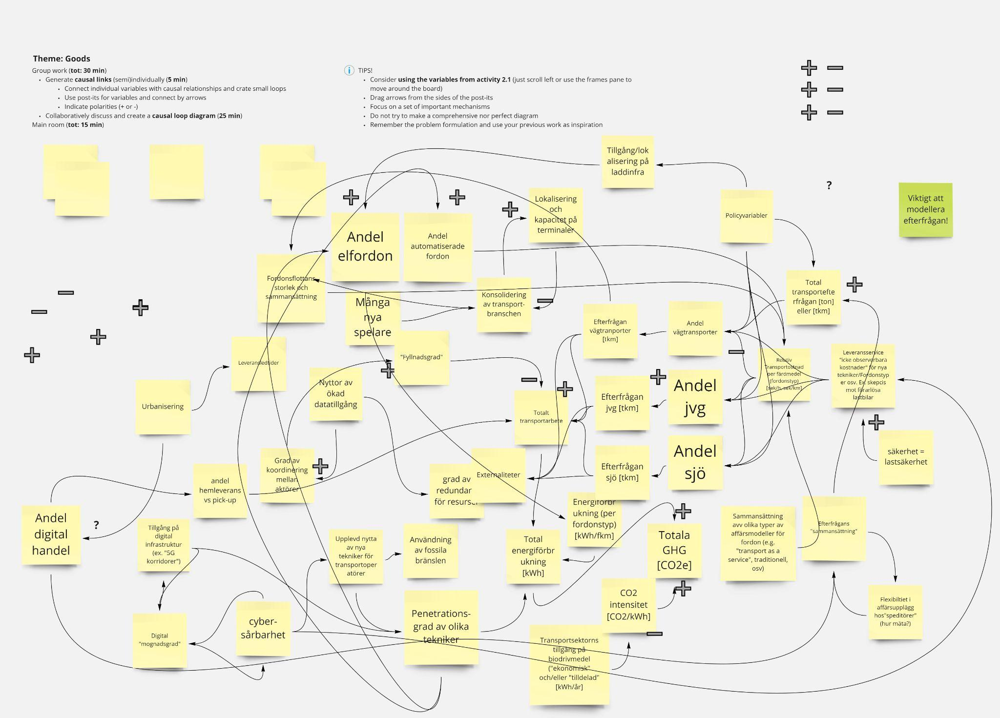 Theme: Goods
Group work (tot: 30 min)
• Generate causal links (semi)individually (5 min)
• Connect individual variables with causal relationships and crate small loops
• Use post-its for variables and connect by arrows
• Indicate polarities (+ or -)
• Collaboratively discuss and create a causal loop diagram (25 min)
Main room (tot: 15 min)
TIPS!
• Consider using the variables from activity 2.1 (just scroll left or use the frames pane to
move around the board)
• Drag arrows from the sides of the post-its
• Focus on a set of important mechanisms
• Do not try to make a comprehensive nor perfect diagram
• Remember the problem formulation and use your previous work as inspiration
Tillgång/lok
alisering på
laddinfra
?
Viktigt att
modellera
efterfrågan!
Policyvariabler
Lokalisering
och
kapacitet på
terminaler
Andel
elfordon
Andel
automatiserade
fordon
Fordonsflottans
storlek och
sammansättning
Många
nya
spelare
Konsolidering
av transport-
branschen
Total
transportefte
rfrågan [ton]
eller [tkm]
Efterfrågan
vägtranporter
[tkm]
Andel
vägtransporter
Leveransledtider
"Fyllnadsgrad"
Relativ
Transportostnad
per färdmedel
(fordonstyp)
[sek/h, sek/km]
Leveransservice
"icke observerbara
kostnader" för nya
tekniker/Fordonstyp
er osv. Ex. skepcis
mot förarlösa
lastbilar
Urbanisering
Nyttor av
ökad
datatillgång
Totalt
transportarbete
Efterfrågan
jvg [tkm]
Andel
jvg
säkerhet =
lastsäkerhet
Grad av
koordinering
mellan
aktörer
andel
hemleverans
vs pick-up
grad av
redundan
för resurser
Externaliteter
Efterfrågan
sjö [tkm]
Andel
sjö
Andel
digital
handel
?
Tillgång på
digital
infrastruktur
(ex. "5G
korridorer")
Upplevd nytta
av nya
tekniker för
transportoper
atörer
Användning
av fossila
bränslen
Total
energiförbr
ukning
[kWh]
Energiförbr
ukning (per
fordonstyp)
[kWh/fkm]
Totala
GHG
[CO2e]
Sammansättning
avv olika typer av
affärsmodeller för
fordon (e.g.
"transport as a
service", traditionell,
osv)
Efterfrågans
"sammansättning"
Digital
"mognadsgrad"
cyber-
sårbarhet
Penetrations-
grad av olika
tekniker
CO2
intensitet
[CO2/kWh]
Transportsektorns
tillgång på
biodrivmedel
("ekonomisk"
och/eller "tilldelad"
[kWh/år]
Flexibiltiet i
affärsupplägg
hos"speditörer"
(hur mäta?)